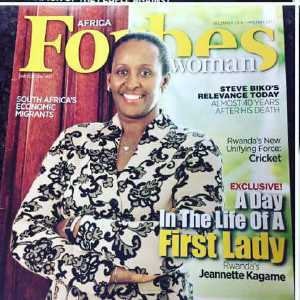 AFRICA
Forbes
woman
STEVE BIKO'S
RELEVANCE TODAY
ALMOST 40 YEARS
AFTER HIS DEATH
SOUTH AFRICA'S
ECONOMIC
MIGRANTS
Rwanda's New
Unifying Force:
Cricket
EXCLUSIVE!
A Day
In The Life Of A
First Lady
Rwanda's
Jeannette Kagame